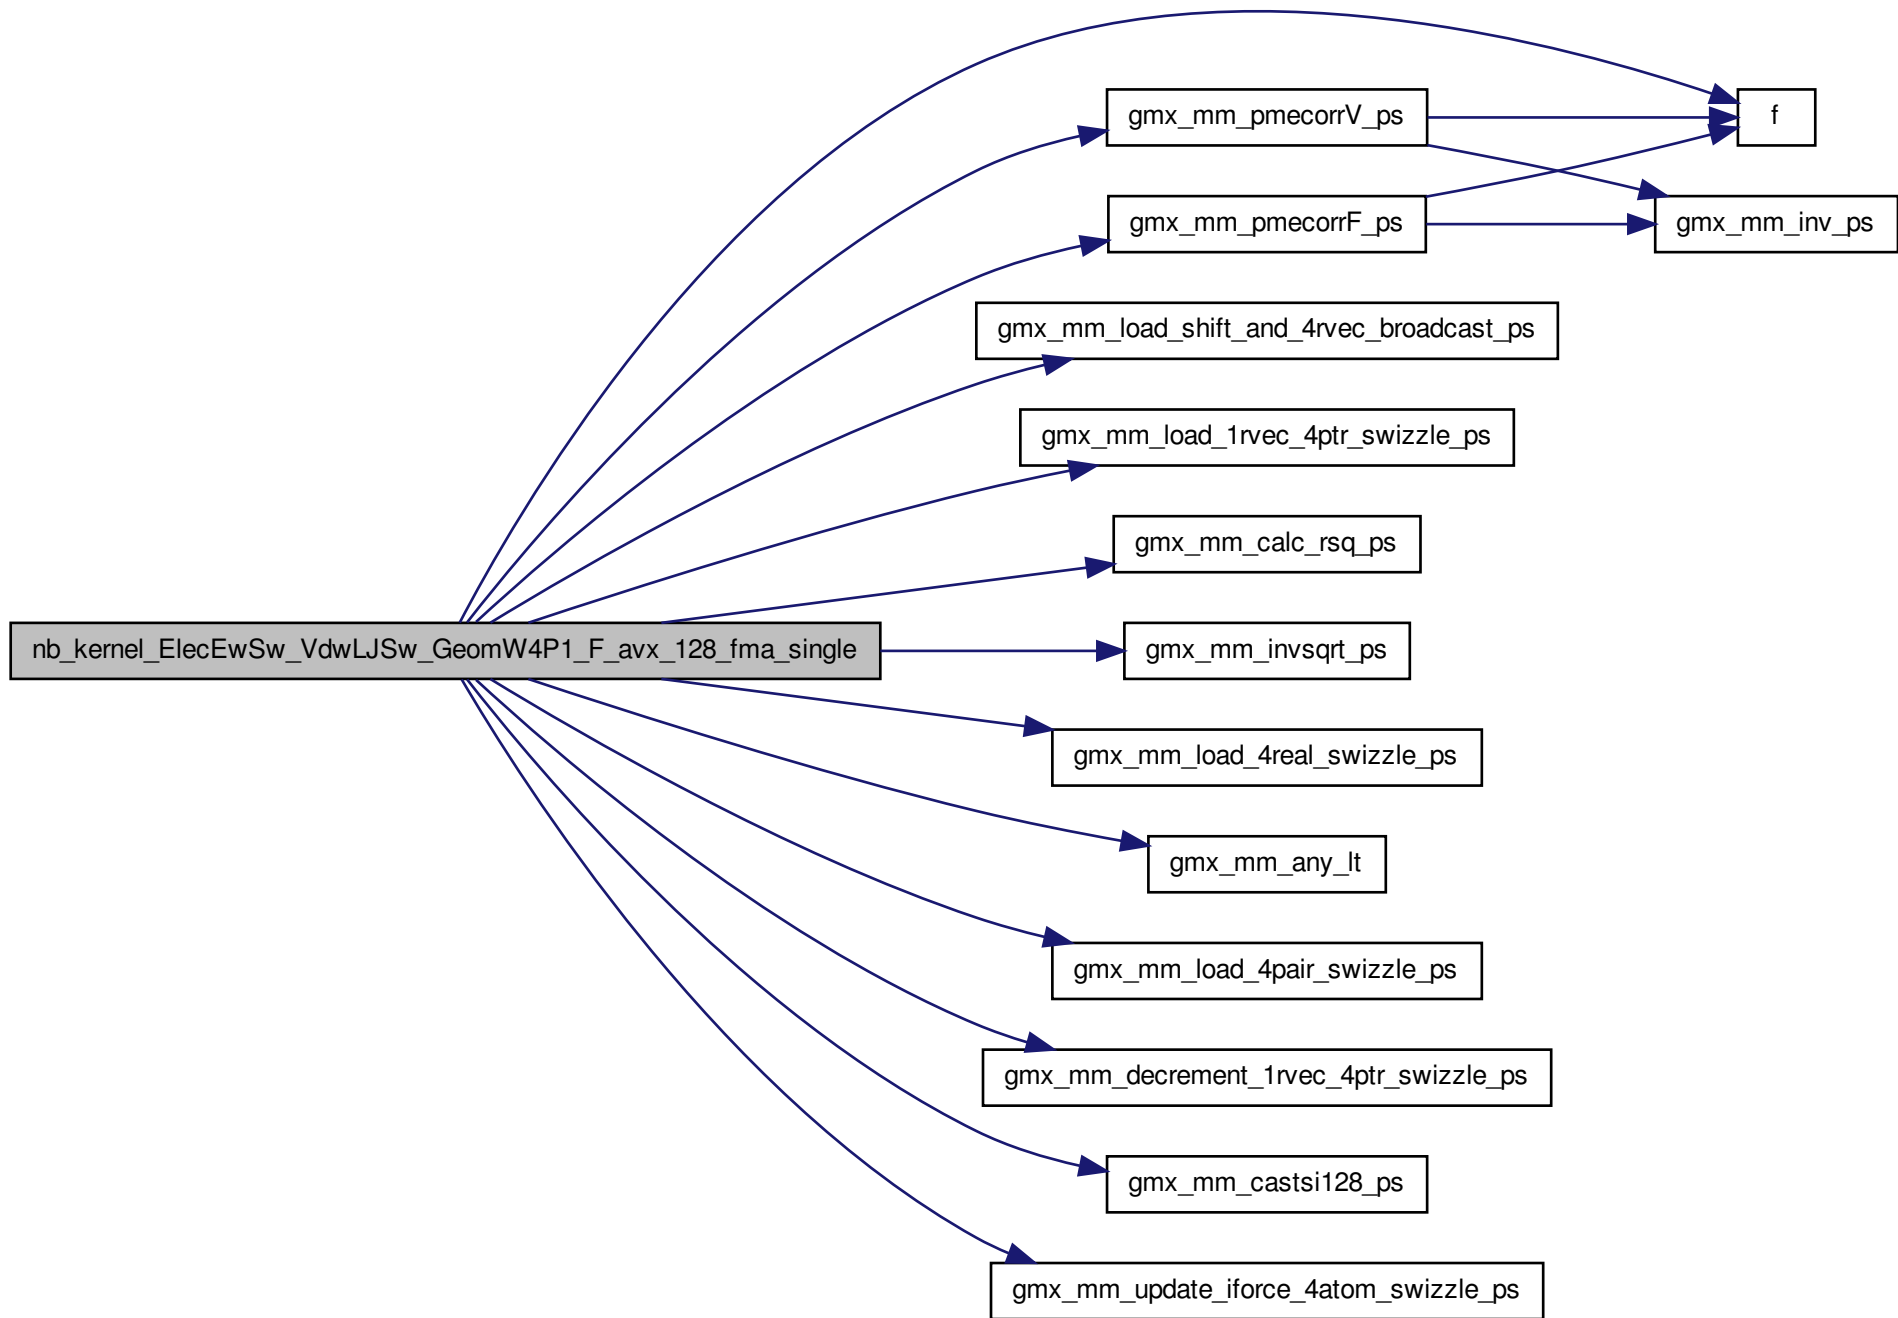 gmx_mm_pmecorrV_ps
f
gmx_mm_pmecorrF_ps
gmx_mm_inv_ps
gmx_mm_load_shift_and_4rvec_broadcast_ps
gmx_mm_load_1rvec_4ptr_swizzle_ps
gmx_mm_calc_rsq_ps
nb_kernel_ElecEwSw_VdwLJSw_GeomW4P1_F_avx_128_fma_single
gmx_mm_invsqrt_ps
gmx_mm_load_4real_swizzle_ps
gmx_mm_any_lt
gmx_mm_load_4pair_swizzle_ps
gmx_mm_decrement_1rvec_4ptr_swizzle_ps
gmx_mm_castsi128_ps
gmx_mm_update_iforce_4atom_swizzle_ps